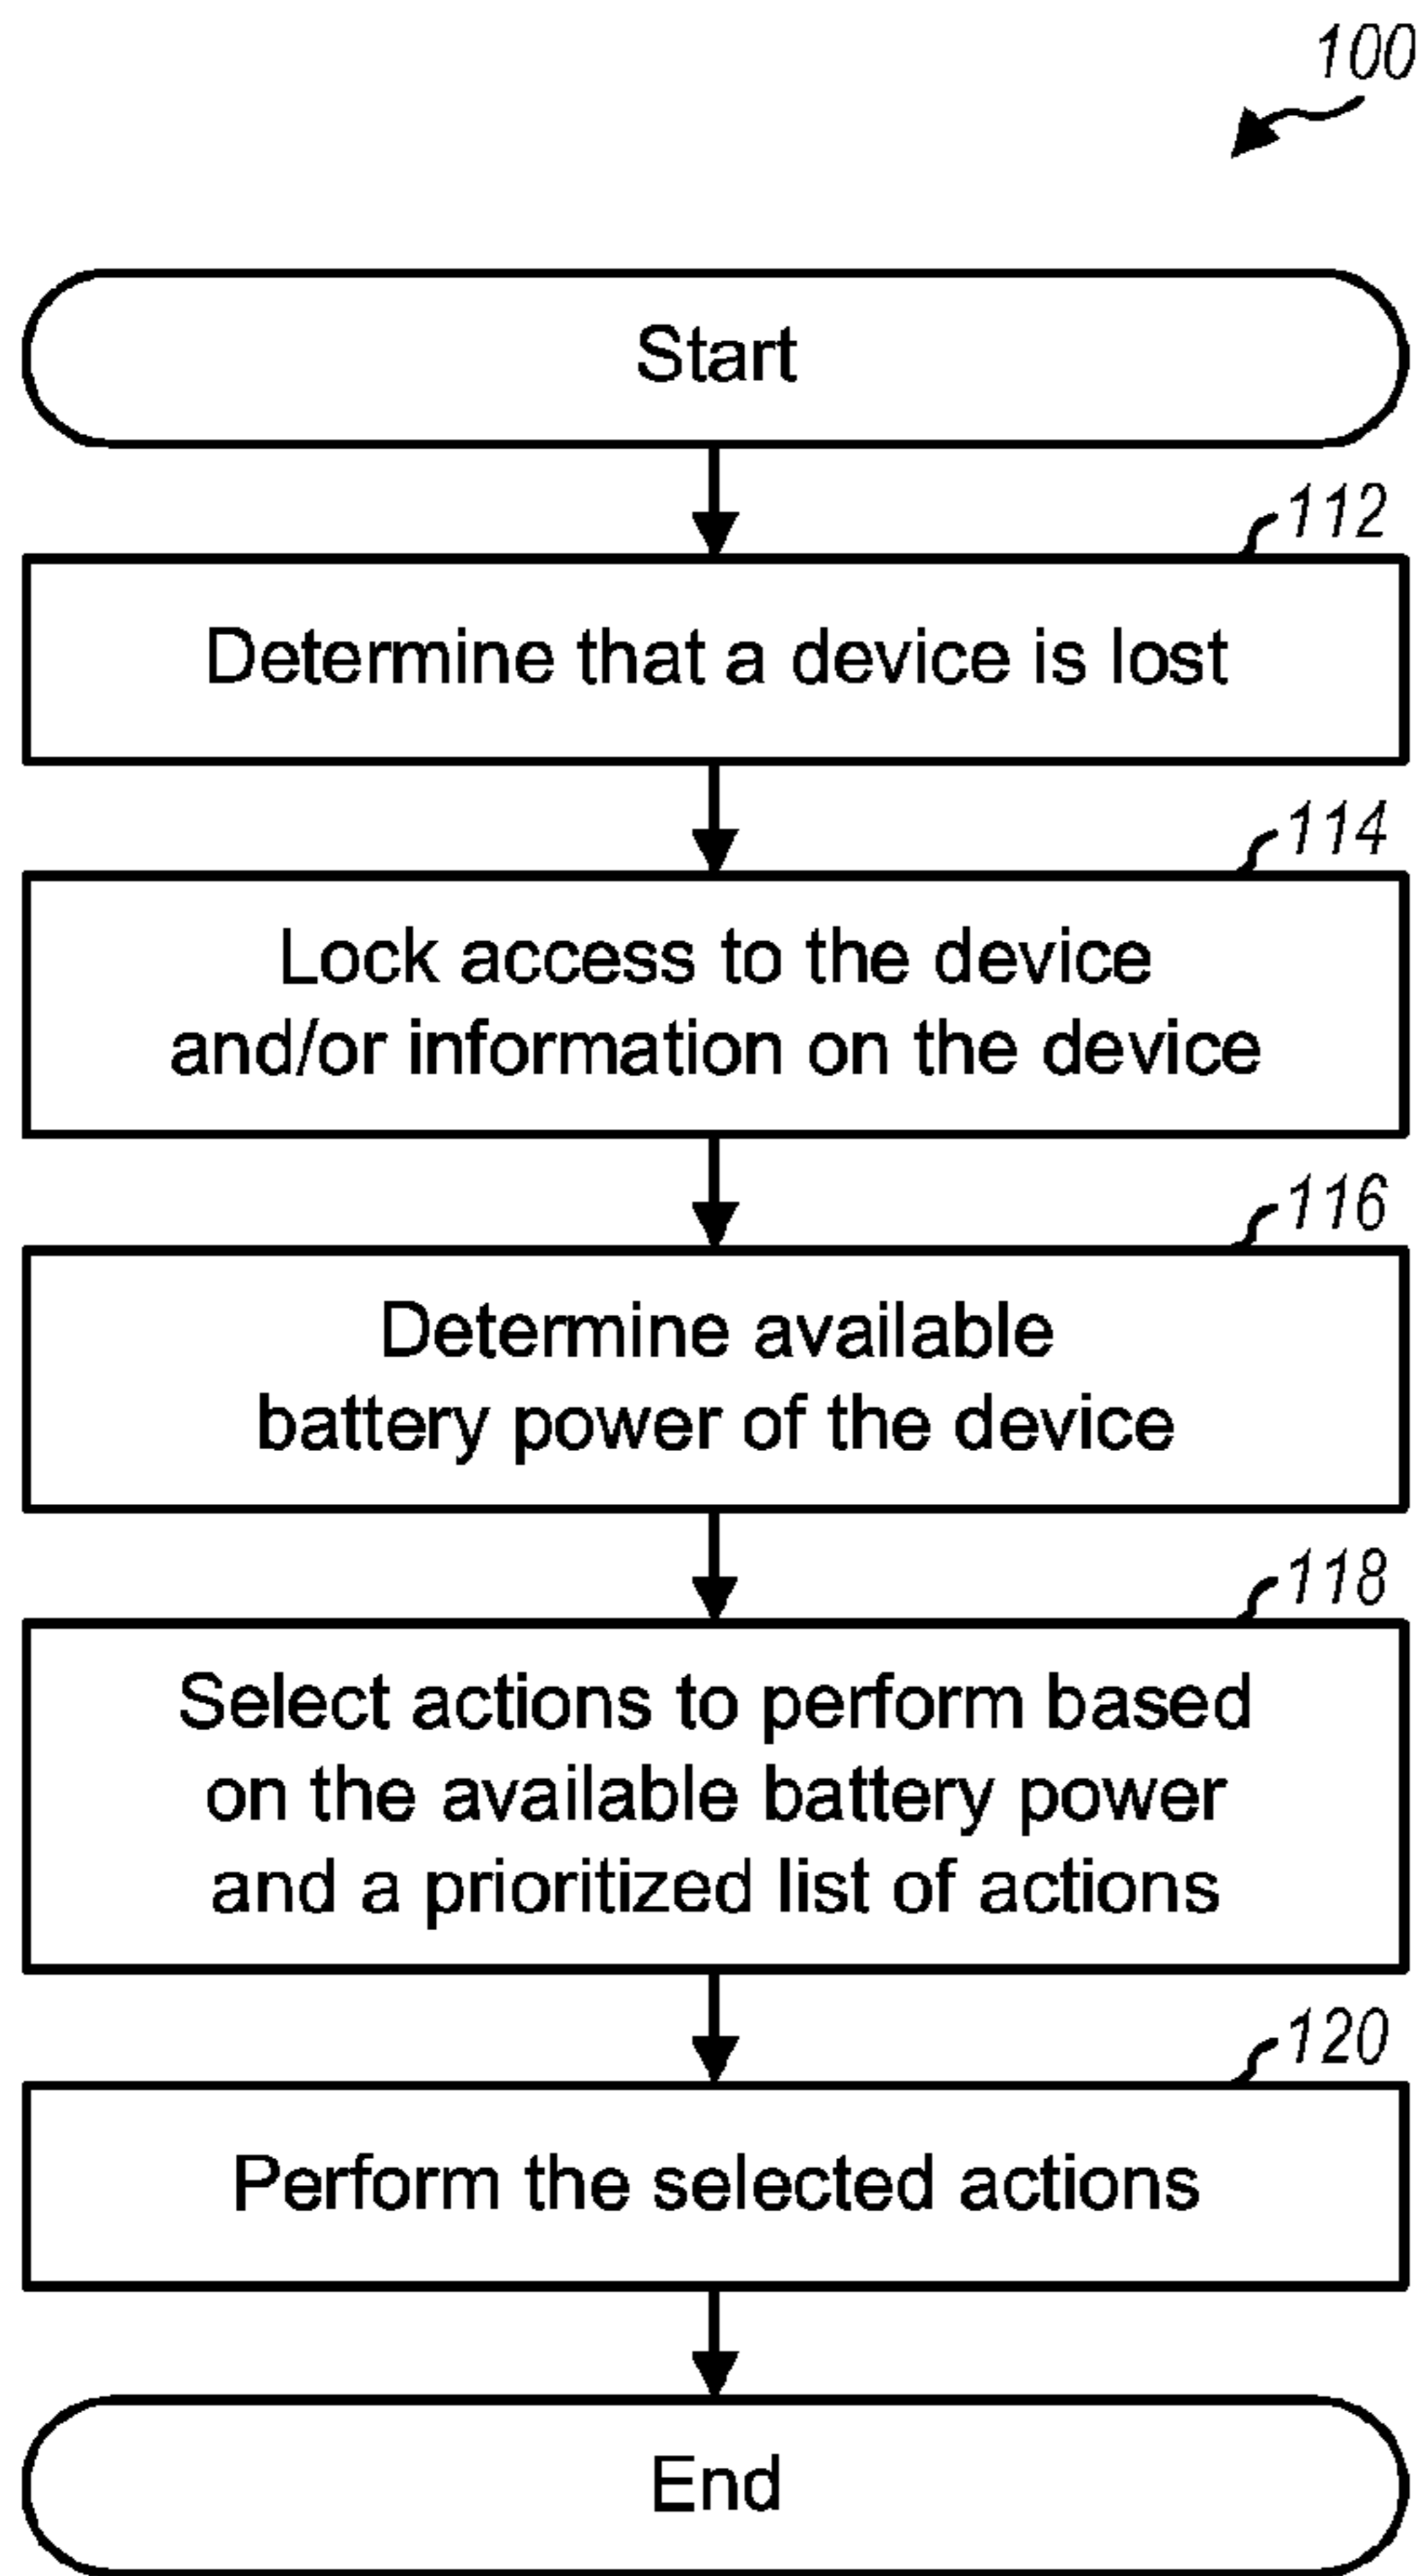 100
Start
112
Determine that a device is lost
114
Lock access to the device
and/or information on the device
116
Determine available
battery power of the device
118
Select actions to perform based
on the available battery power
and a prioritized list of actions
120
Perform the selected actions
End